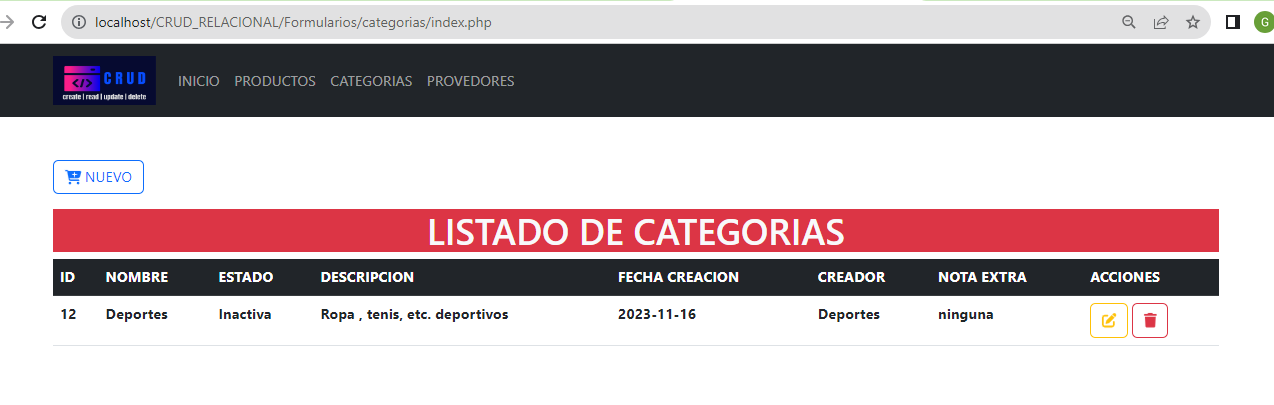 localhost/CRUD_RELACIONAL/Formularios/categorias/index.php
G
</> CRUD
create | read | update | delete
INICIO PRODUCTOS CATEGORIAS PROVEDORES
NUEVO
LISTADO DE CATEGORIAS
ID NOMBRE ESTADO DESCRIPCION FECHA CREACION CREADOR NOTA EXTRA ACCIONES
12 Deportes Inactiva Ropa , tenis, etc. deportivos 2023-11-16 Deportes ninguna